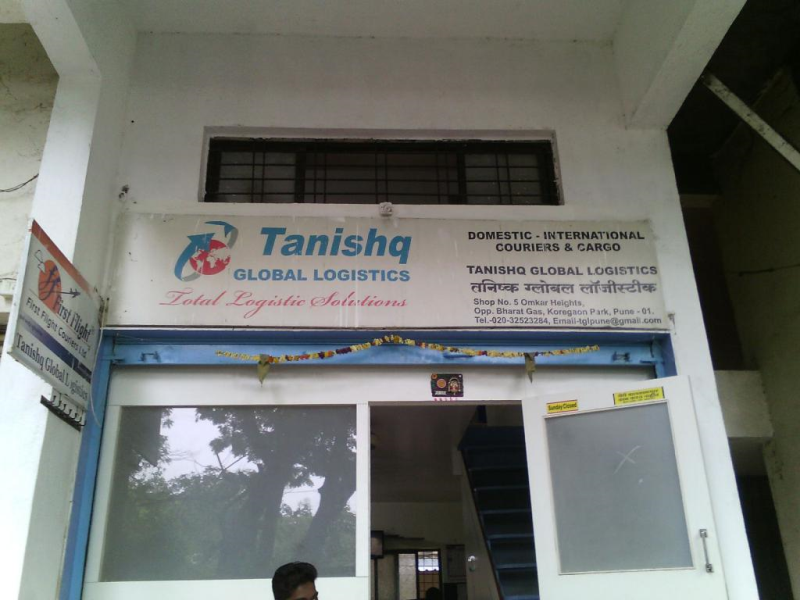 Tanishq
GLOBAL LOGISTICS
Total Logistic Solutions
DOMESTIC - INTERNATIONAL
COURIERS & CARGO
TANISHQ GLOBAL LOGISTICS
तनिष्क ग्लोबल लॉजीस्टीक
Shop No. 5 Omkar Heights,
Opp. Bharat Gas, Koregaon Park, Pune - 01.
Tel.-020-32523284, Email-tglpune@gmail.com
First Flight
First Flight Couriers Ltd.
Tanishq Global Logistics
Sunday Closed